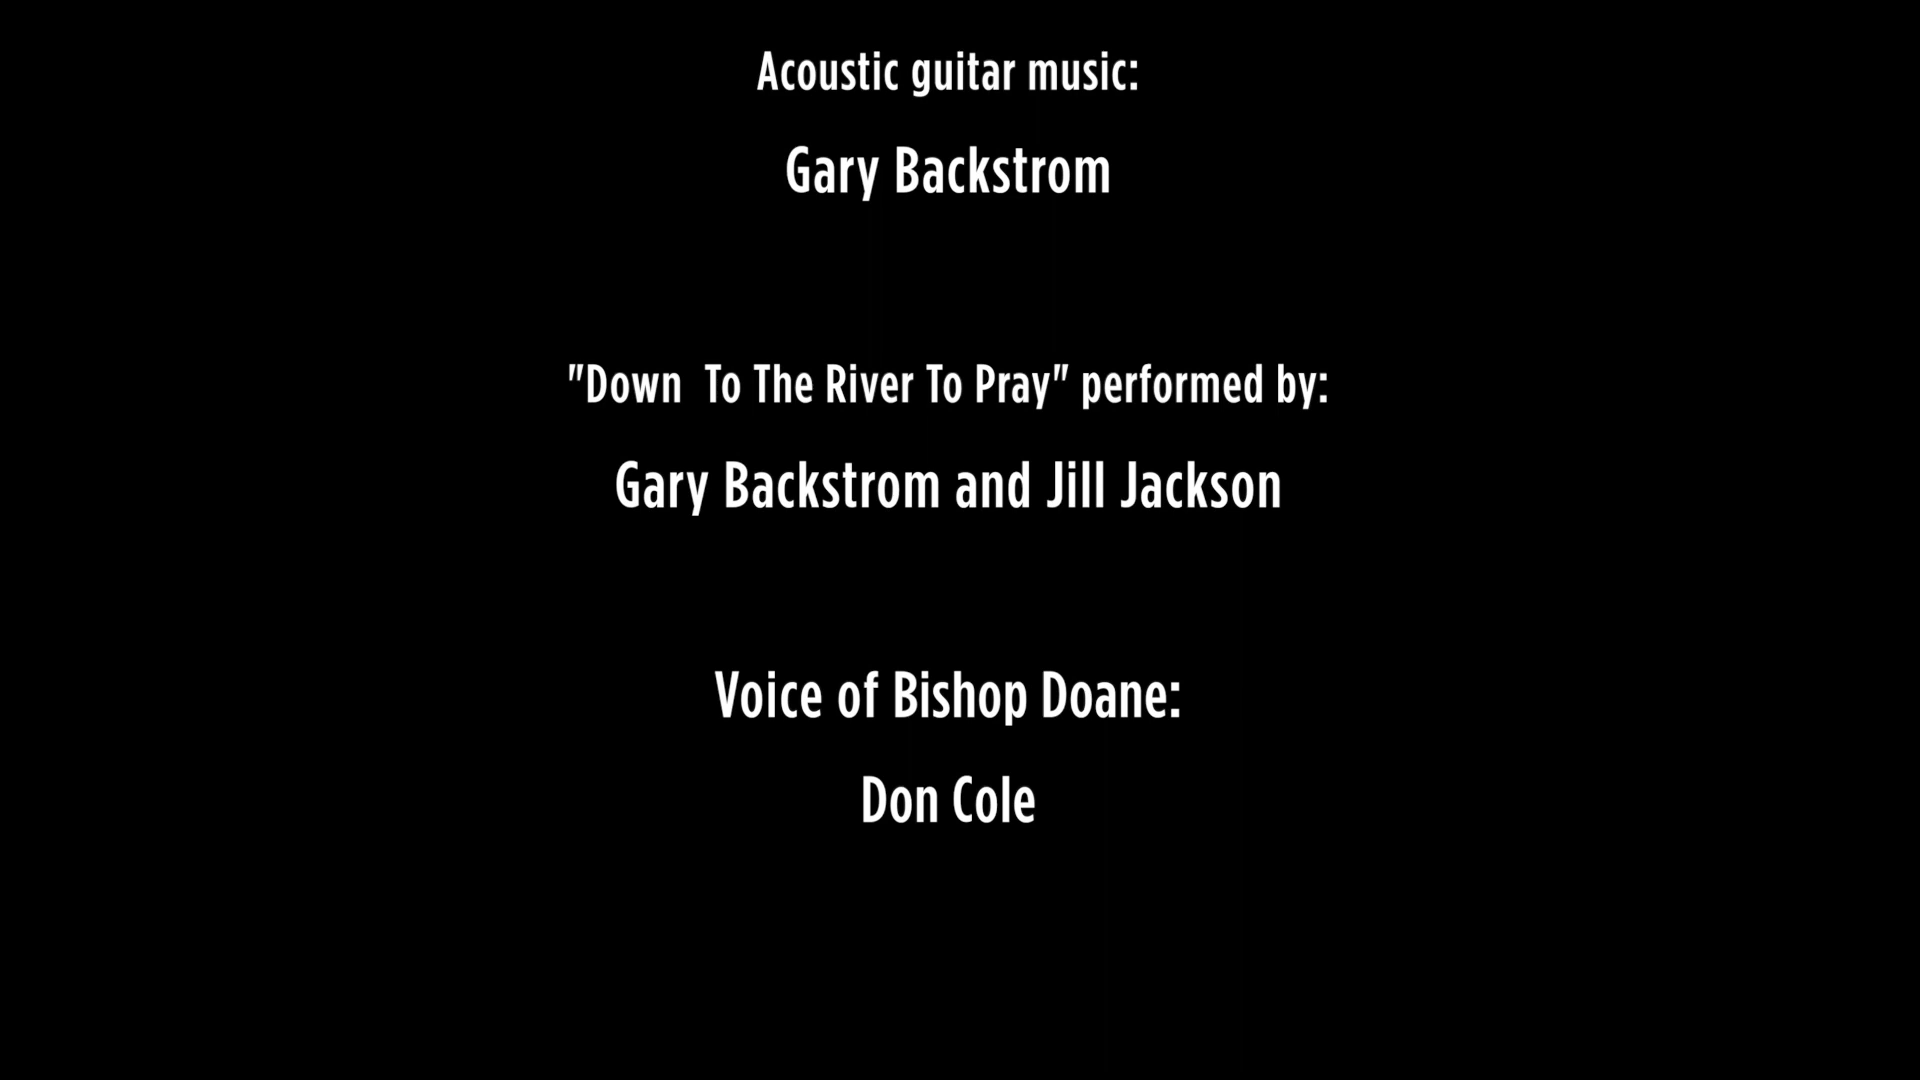 Acoustic guitar music:
Gary Backstrom
"Down  To The River To Pray" performed by:
Gary Backstrom and Jill Jackson
Voice of Bishop Doane:
Don Cole